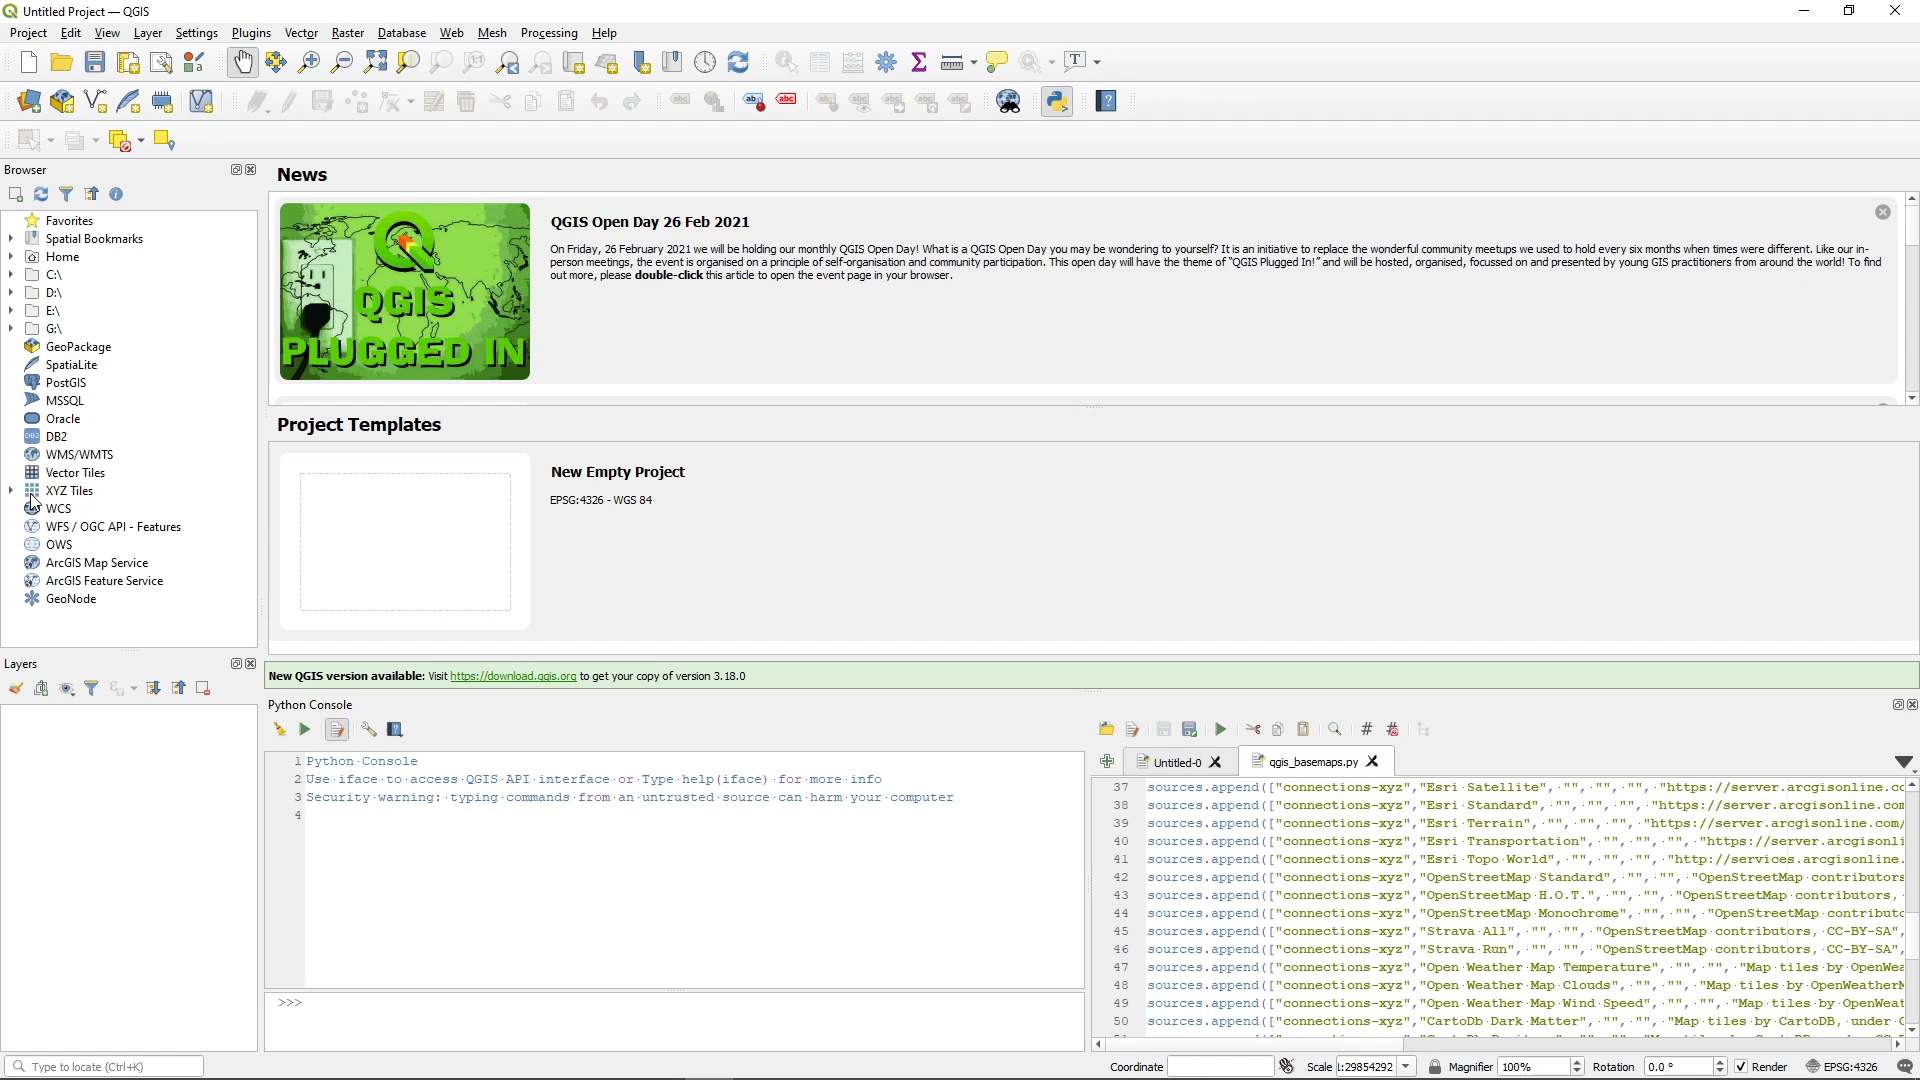 Untitled Project — QGIS
Project Edit View Layer Settings Plugins Vector Raster Database Web Mesh Processing Help
Browser
Favorites
Spatial Bookmarks
Home
C:\
D:\
E:\
G:\
GeoPackage
SpatiaLite
PostGIS
MSSQL
Oracle
DB2
WMS/WMTS
Vector Tiles
XYZ Tiles
WCS
WFS / OGC API - Features
OWS
ArcGIS Map Service
ArcGIS Feature Service
GeoNode
News
QGIS
PLUGGED IN
QGIS Open Day 26 Feb 2021
On Friday, 26 February 2021 we will be holding our monthly QGIS Open Day! What is a QGIS Open Day you may be wondering to yourself? It is an initiative to replace the wonderful community meetups we used to hold every six months when times were different. Like our in-
person meetings, the event is organised on a principle of self-organisation and community participation. This open day will have the theme of "QGIS Plugged In!" and will be hosted, organised, focussed on and presented by young GIS practitioners from around the world! To find
out more, please double-click this article to open the event page in your browser.
Project Templates
New Empty Project
EPSG:4326 - WGS 84
Layers
New QGIS version available: Visit https://download.qgis.org to get your copy of version 3.18.0
Python Console
1 Python Console
2 Use iface to access QGIS API interface or Type help(iface) for more info
3 Security warning: typing commands from an untrusted source can harm your computer
4
>>>
Untitled-0 qgis_basemaps.py
37 sources.append(["connections-xyz","Esri Satellite", "", "", "", "https://server.arcgisonline.co
38 sources.append(["connections-xyz","Esri Standard", "", "", "", "https://server.arcgisonline.com
39 sources.append(["connections-xyz","Esri Terrain", "", "", "", "https://server.arcgisonline.com/
40 sources.append(["connections-xyz","Esri Transportation", "", "", "", "https://server.arcgisonli
41 sources.append(["connections-xyz","Esri Topo World", "", "", "", "http://services.arcgisonline.
42 sources.append(["connections-xyz","OpenStreetMap Standard", "", "", "OpenStreetMap contributors
43 sources.append(["connections-xyz","OpenStreetMap H.O.T.", "", "", "OpenStreetMap contributors,
44 sources.append(["connections-xyz","OpenStreetMap Monochrome", "", "", "OpenStreetMap contributo
45 sources.append(["connections-xyz","Strava All", "", "", "OpenStreetMap contributors, CC-BY-SA",
46 sources.append(["connections-xyz","Strava Run", "", "", "OpenStreetMap contributors, CC-BY-SA",
47 sources.append(["connections-xyz","Open Weather Map Temperature", "", "", "Map tiles by OpenWea
48 sources.append(["connections-xyz","Open Weather Map Clouds", "", "", "Map tiles by OpenWeatherM
49 sources.append(["connections-xyz","Open Weather Map Wind Speed", "", "", "Map tiles by OpenWeat
50 sources.append(["connections-xyz","CartoDb Dark Matter", "", "", "Map tiles by CartoDB, under C
Type to locate (Ctrl+K)
Coordinate Scale 1:29854292 Magnifier 100% Rotation 0.0 ° Render EPSG:4326